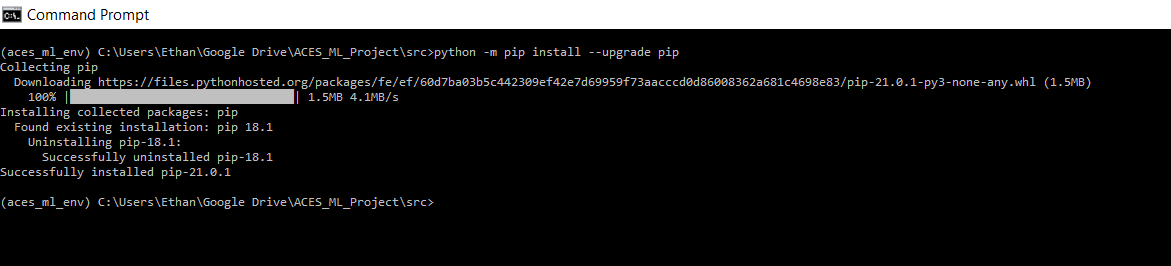 Command Prompt
(aces_ml_env) C:\Users\Ethan\Google Drive\ACES_ML_Project\src>python -m pip install --upgrade pip
Collecting pip
  Downloading https://files.pythonhosted.org/packages/fe/ef/60d7ba03b5c442309ef42e7d69959f73aacccd0d86008362a681c4698e83/pip-21.0.1-py3-none-any.whl (1.5MB)
    100% |████████████████████████████████| 1.5MB 4.1MB/s
Installing collected packages: pip
  Found existing installation: pip 18.1
    Uninstalling pip-18.1:
      Successfully uninstalled pip-18.1
Successfully installed pip-21.0.1
(aces_ml_env) C:\Users\Ethan\Google Drive\ACES_ML_Project\src>